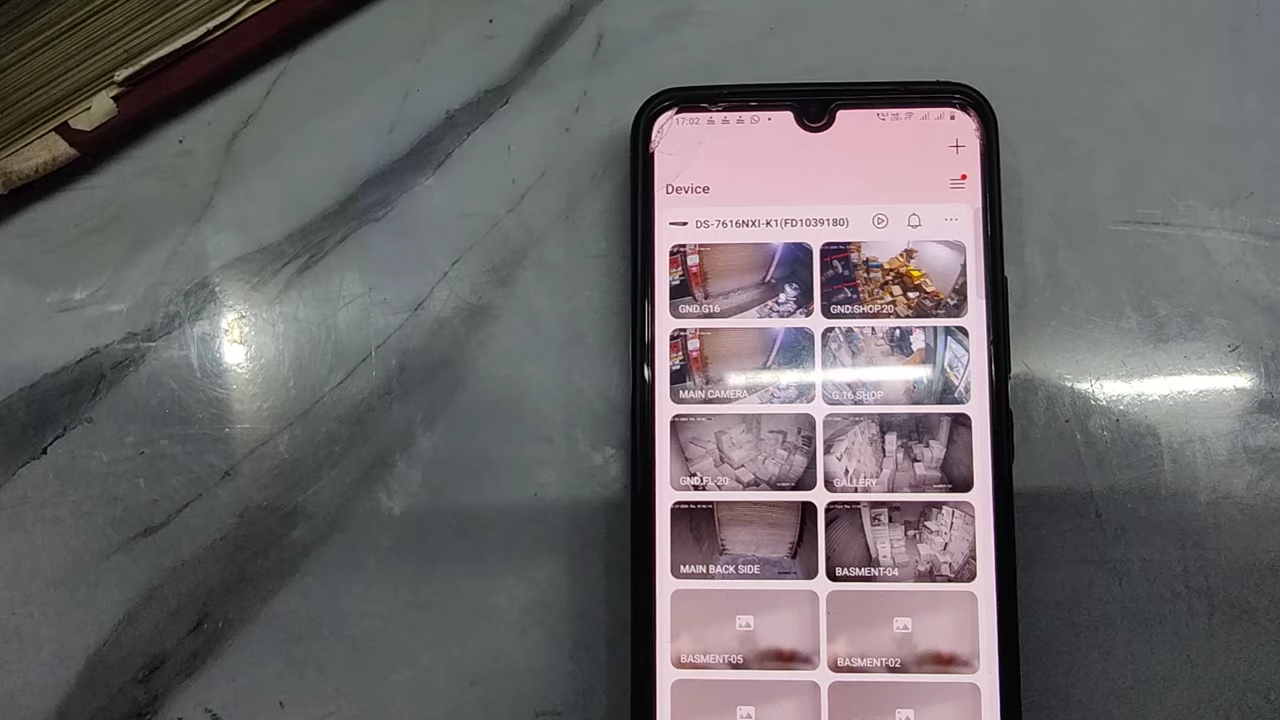 17:02
Device
DS-7616NXI-K1(FD1039180)
GND.G16
GND.SHOP.20
MAIN CAMERA
G.16 SHOP
GND.FL-20
GALLERY
MAIN BACK SIDE
BASMENT-04
BASMENT-05
BASMENT-02